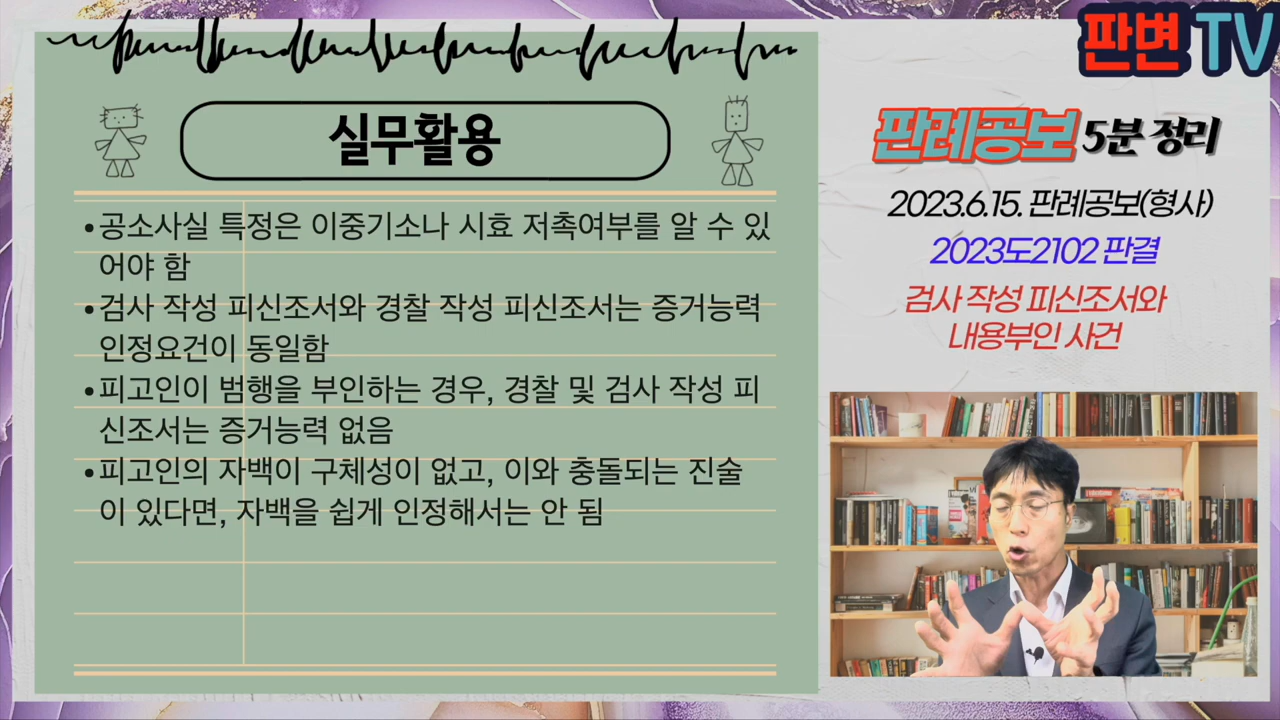 판변 TV
실무활용
• 공소사실 특정은 이중기소나 시효 저촉여부를 알 수 있
어야 함
• 검사 작성 피신조서와 경찰 작성 피신조서는 증거능력
인정요건이 동일함
• 피고인이 범행을 부인하는 경우, 경찰 및 검사 작성 피
신조서는 증거능력 없음
• 피고인의 자백이 구체성이 없고, 이와 충돌되는 진술
이 있다면, 자백을 쉽게 인정해서는 안 됨
판례공보 5분 정리
2023.6.15. 판례공보(형사)
2023도2102 판결
검사 작성 피신조서와
내용부인 사건